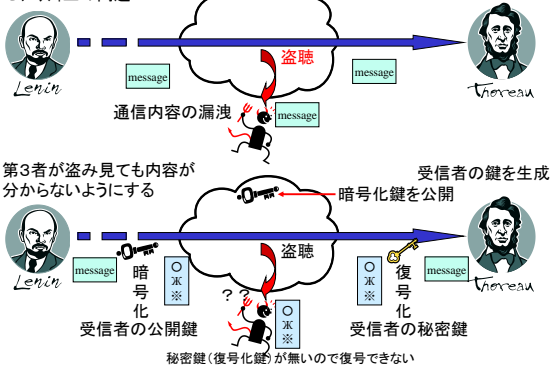 盗聴
message
message
Lenin
通信内容の漏洩
message
Thoreau
第3者が盗み見ても内容が
分からないようにする
受信者の鍵を生成
暗号化鍵を公開
盗聴
message
暗号化
○Ж※
? ?
○Ж※
○Ж※
復号化
message
Lenin
Thoreau
受信者の公開鍵
受信者の秘密鍵
秘密鍵(復号化鍵)が無いので復号できない